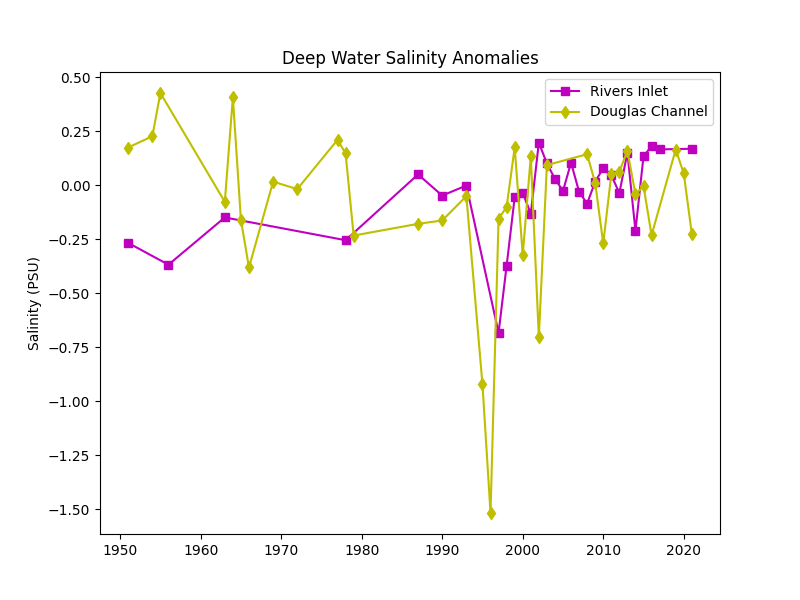 Deep Water Salinity Anomalies
Rivers Inlet
Douglas Channel
Salinity (PSU)
0.50
0.25
0.00
−0.25
−0.50
−0.75
−1.00
−1.25
−1.50
1950 1960 1970 1980 1990 2000 2010 2020